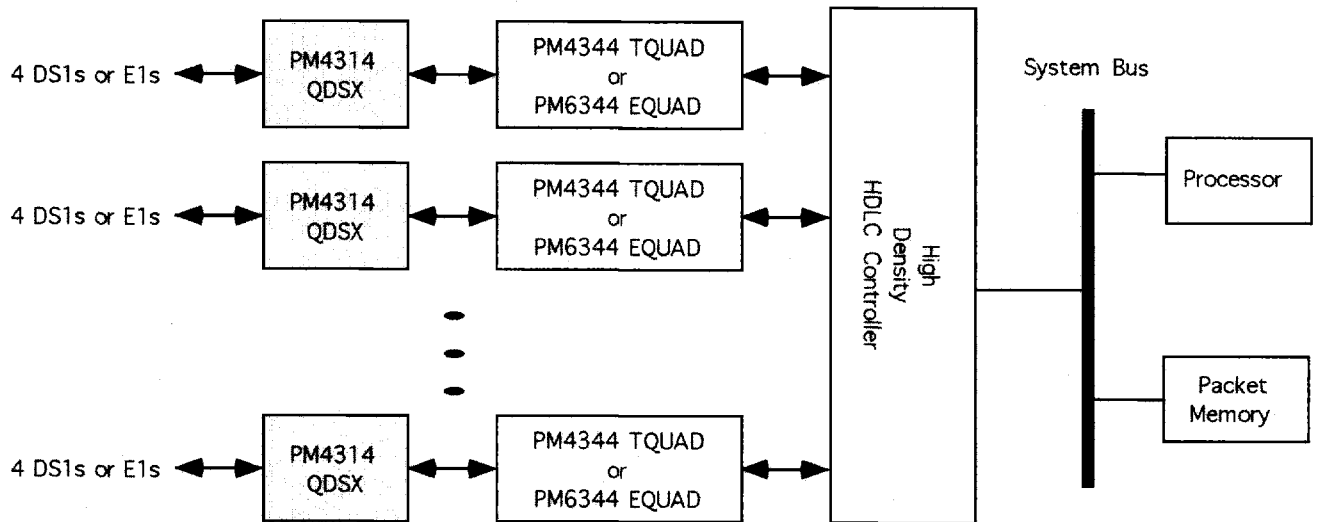 4 DS1s or E1s
PM4314
QDSX
PM4344 TQUAD
or
PM6344 EQUAD
4 DS1s or E1s
PM4314
QDSX
PM4344 TQUAD
or
PM6344 EQUAD
4 DS1s or E1s
PM4314
QDSX
PM4344 TQUAD
or
PM6344 EQUAD
High
Density
HDLC Controller
System Bus
Processor
Packet
Memory